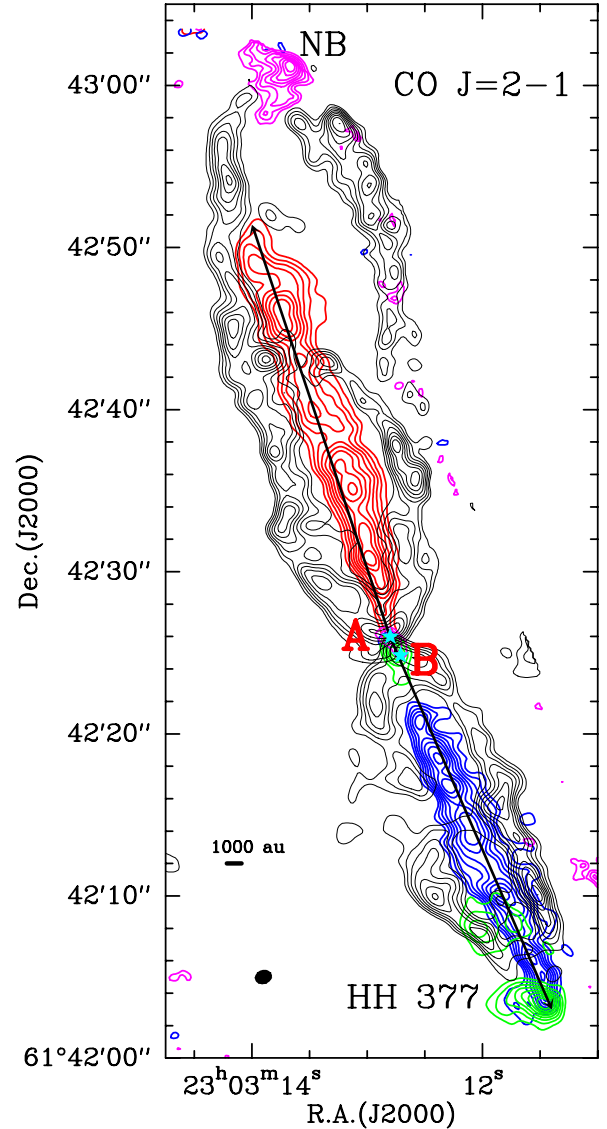 NB
CO J=2−1
43′00″
42′50″
42′40″
42′30″
42′20″
42′10″
61°42′00″
Dec.(J2000)
A
B
1000 au
HH 377
23ʰ03ᵐ14ˢ
12ˢ
R.A.(J2000)